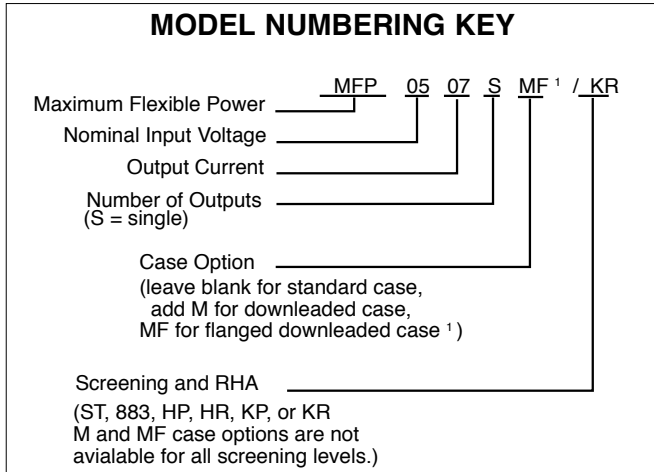 MODEL NUMBERING KEY
MFP 05 07 S MF ¹ / KR
Maximum Flexible Power
Nominal Input Voltage
Output Current
Number of Outputs
(S = single)
Case Option
(leave blank for standard case,
add M for downleaded case,
MF for flanged downleaded case ¹ )
Screening and RHA
(ST, 883, HP, HR, KP, or KR
M and MF case options are not
avialable for all screening levels.)